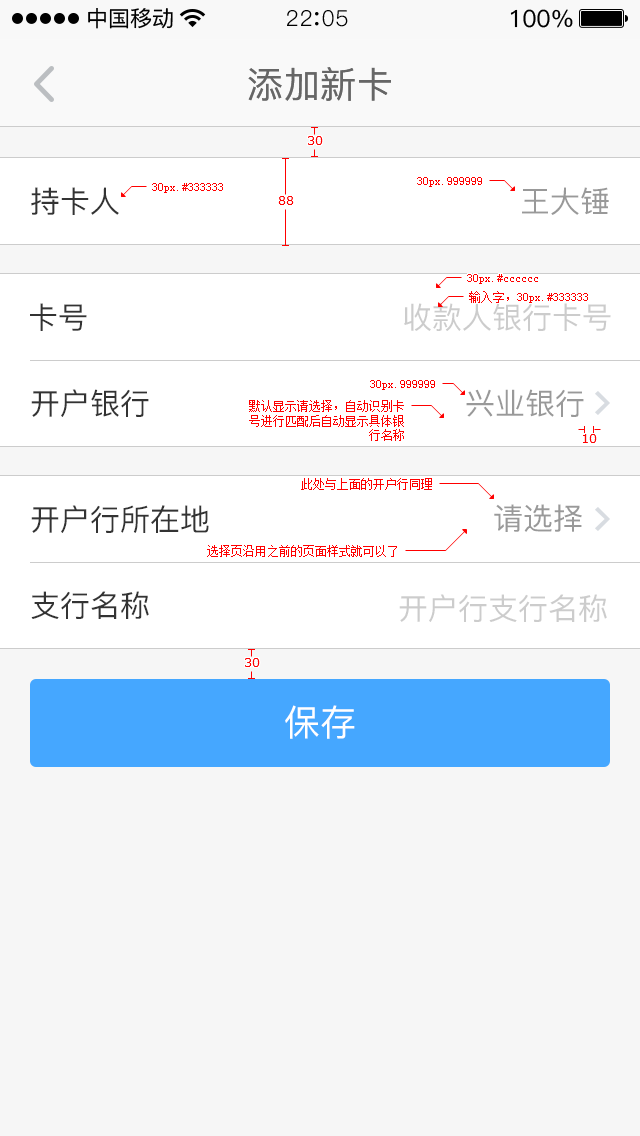 中国移动 22:05 100%
添加新卡
30
持卡人 30px. #333333 88 30px. 999999 王大锤
30px. #cccccc
输入字，30px. #333333
卡号 收款人银行卡号
30px. 999999
开户银行 兴业银行
默认显示请选择，自动识别卡
号进行匹配后自动显示具体银
行名称
10
此处与上面的开户行同理
开户行所在地 请选择
选择页沿用之前的页面样式就可以了
支行名称 开户行支行名称
30
保存